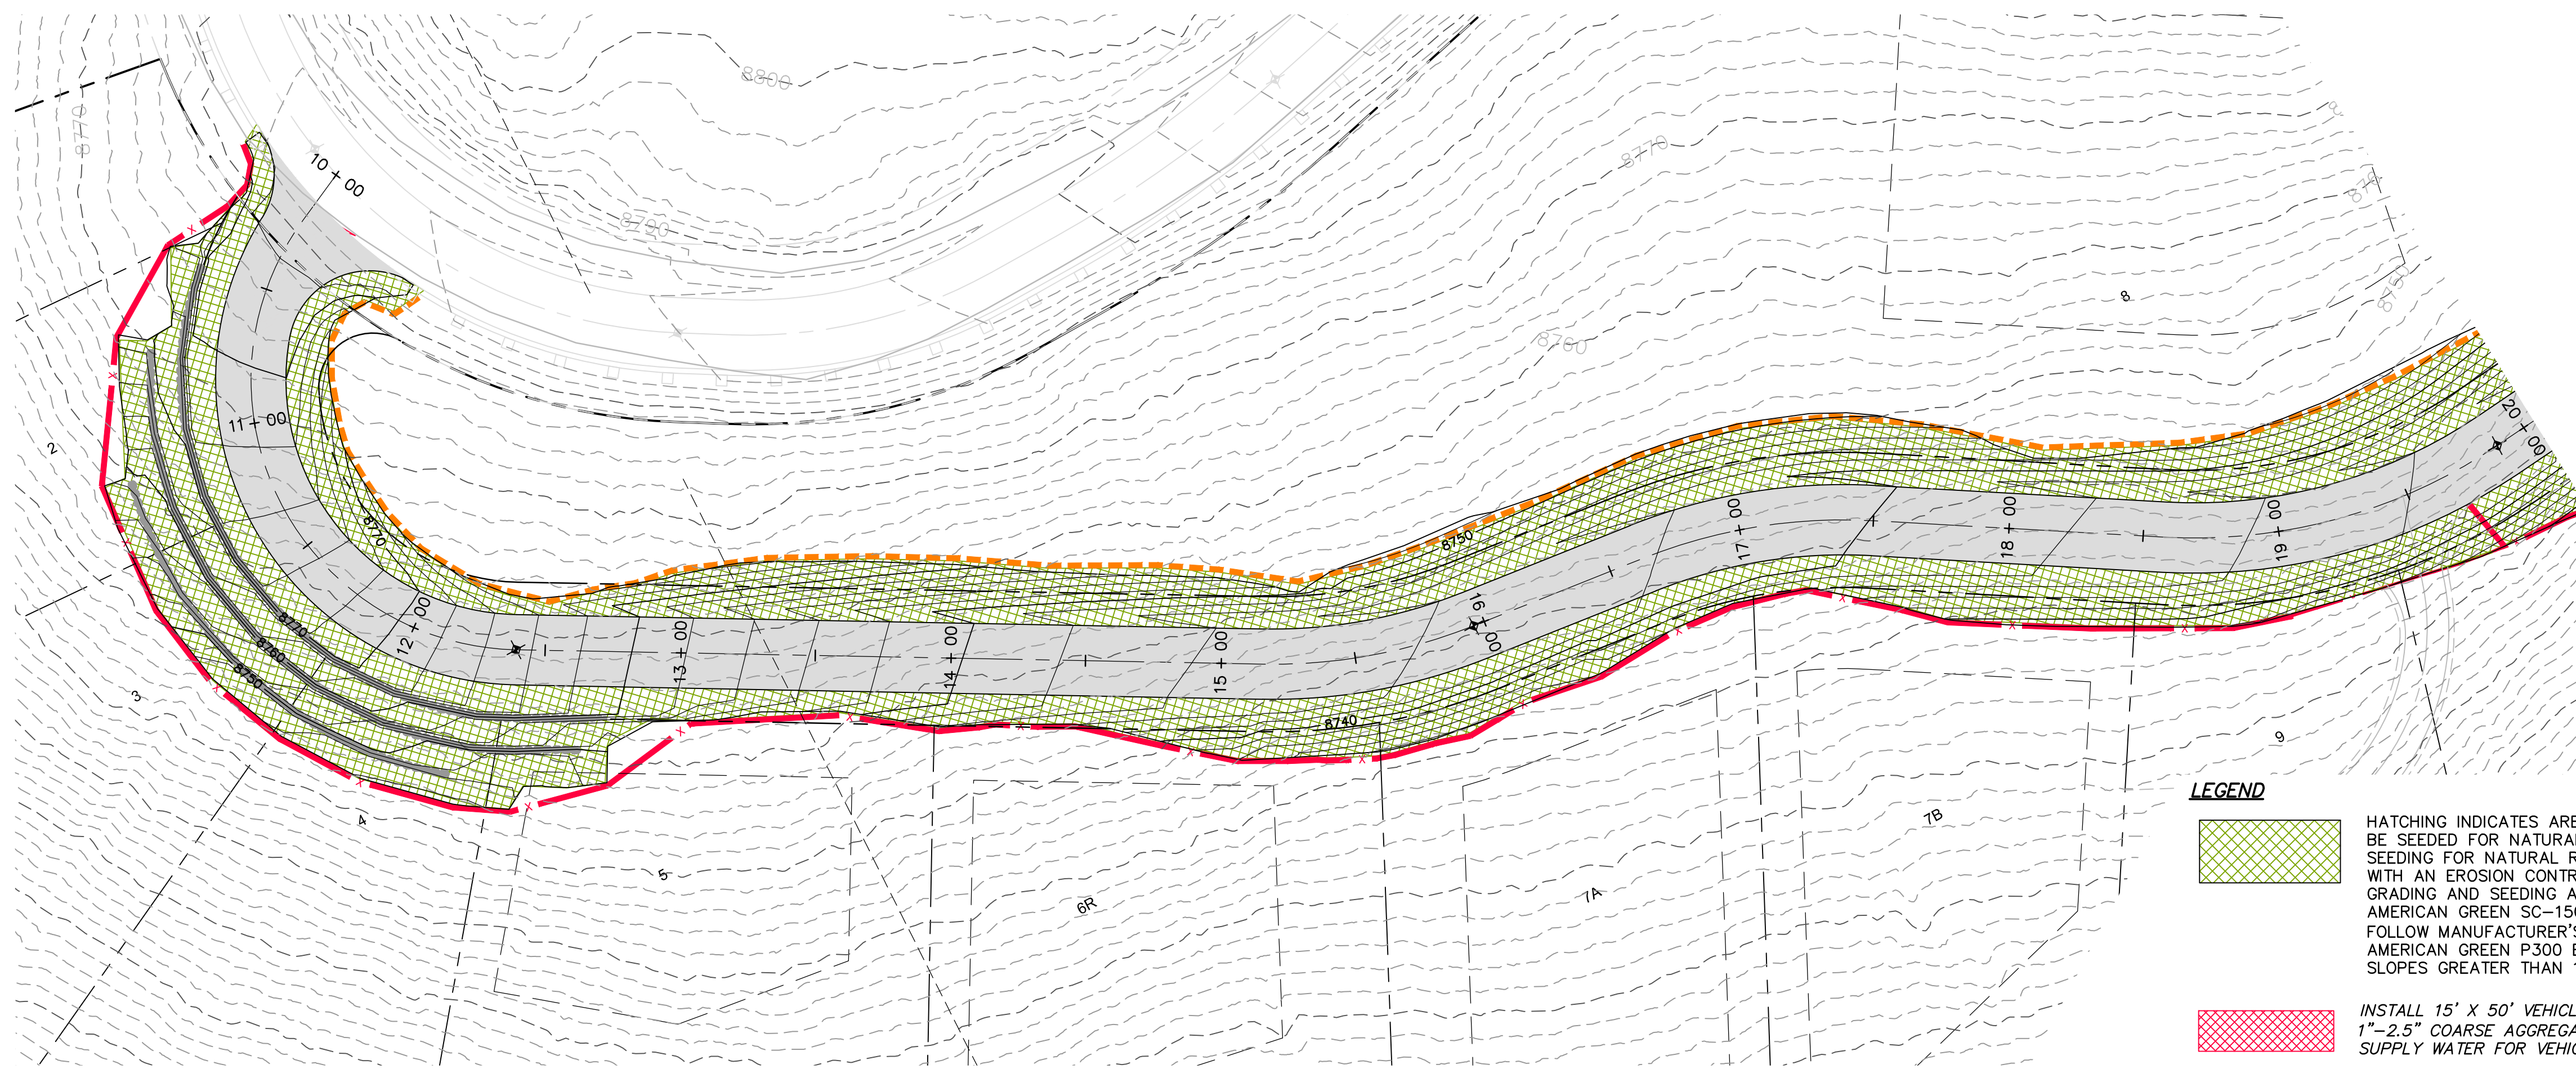 8800
8770
10 + 00
8790
8770
870
8750
8
8760
20 + 00
11 + 00
2
8770
8750
17 + 00
18 + 00
19 + 00
12 + 00
8770
8760
8750
13 + 00
14 + 00
15 + 00
16 + 00
8740
3
4
5
6R
7A
7B
9
LEGEND
HATCHING INDICATES ARE
BE SEEDED FOR NATURAL
SEEDING FOR NATURAL R
WITH AN EROSION CONTR
GRADING AND SEEDING A
AMERICAN GREEN SC-150
FOLLOW MANUFACTURER'S
AMERICAN GREEN P300 E
SLOPES GREATER THAN
INSTALL 15' X 50' VEHICL
1"-2.5" COARSE AGGREGA
SUPPLY WATER FOR VEHIC